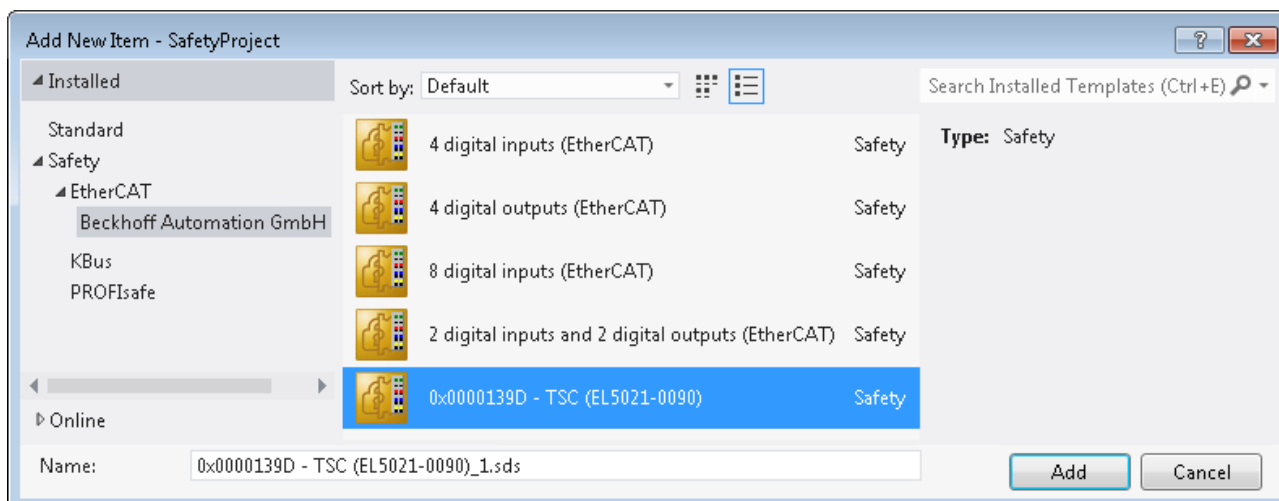 Add New Item - SafetyProject
Installed
Sort by: Default
Search Installed Templates (Ctrl+E)
Standard
Safety
EtherCAT
Beckhoff Automation GmbH
KBus
PROFIsafe
Online
4 digital inputs (EtherCAT) Safety
4 digital outputs (EtherCAT) Safety
8 digital inputs (EtherCAT) Safety
2 digital inputs and 2 digital outputs (EtherCAT) Safety
0x0000139D - TSC (EL5021-0090) Safety
Type: Safety
Name: 0x0000139D - TSC (EL5021-0090)_1.sds
Add Cancel